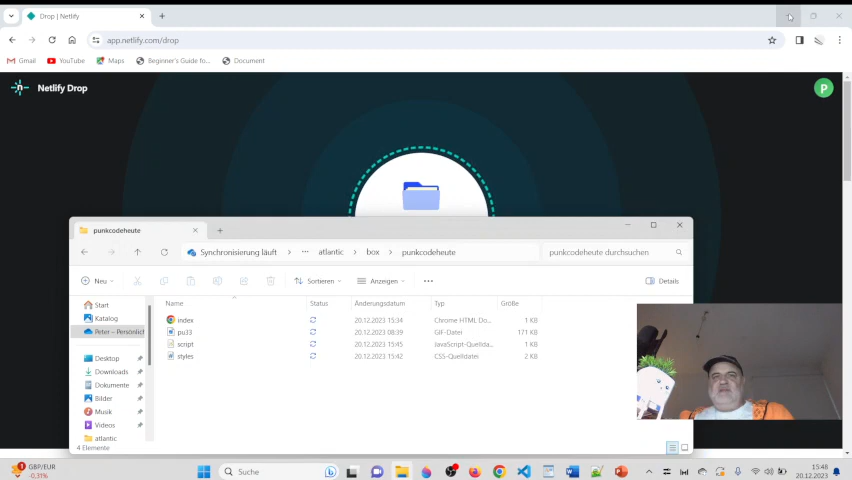 Drop | Netlify
app.netlify.com/drop
Gmail YouTube Maps Beginner's Guide fo... Document
Netlify Drop P
punkcodeheute
Synchronisierung läuft ... atlantic box punkcodeheute punkcodeheute durchsuchen
Neu Sortieren Anzeigen ... Details
Name Status Änderungsdatum Typ Größe
Start
Katalog
Peter – Persönlich
Desktop
Downloads
Dokumente
Bilder
Musik
Videos
atlantic
index 20.12.2023 15:34 Chrome HTML Do... 1 KB
pu33 20.12.2023 08:39 GIF-Datei 171 KB
script 20.12.2023 15:45 JavaScript-Quellda... 1 KB
styles 20.12.2023 15:42 CSS-Quelldatei 2 KB
4 Elemente
1 GBP/EUR
-0,31%
Suche
15:48
20.12.2023